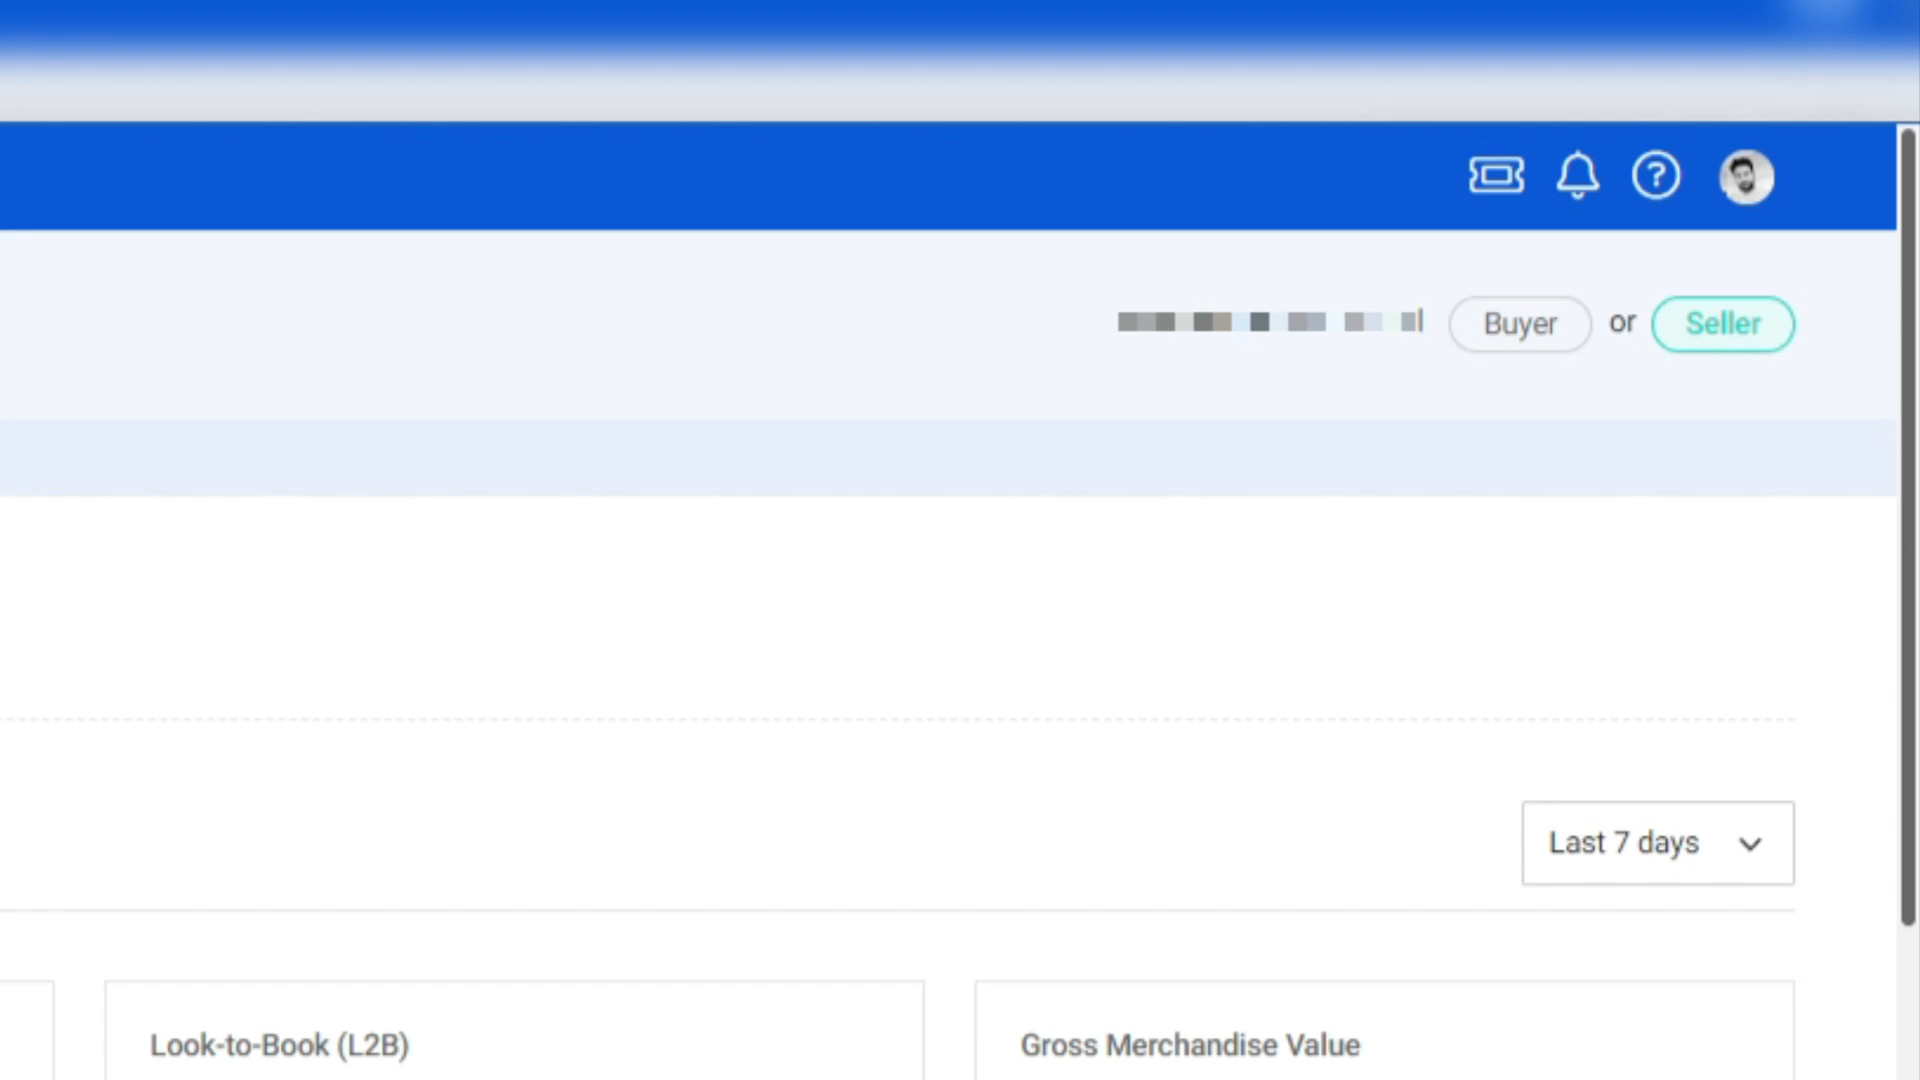 Buyer or Seller
Last 7 days
Look-to-Book (L2B)
Gross Merchandise Value